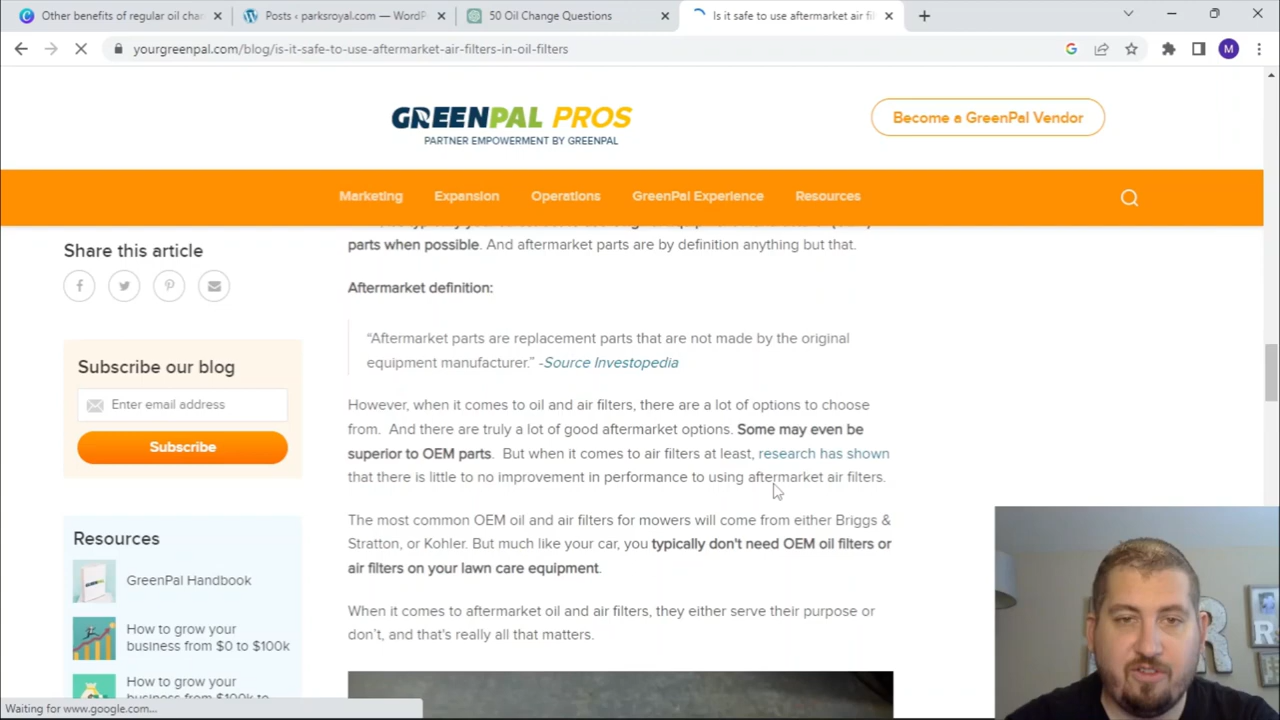 Other benefits of regular oil chan
Posts ‹ parksroyal.com — WordP
50 Oil Change Questions
Is it safe to use aftermarket air fil
yourgreenpal.com/blog/is-it-safe-to-use-aftermarket-air-filters-in-oil-filters
M
GREENPAL PROS
PARTNER EMPOWERMENT BY GREENPAL
Become a GreenPal Vendor
Marketing
Expansion
Operations
GreenPal Experience
Resources
Share this article
Subscribe our blog
Enter email address
Subscribe
Resources
GreenPal Handbook
How to grow your
business from $0 to $100k
How to grow your
business from $100k to
parts when possible. And aftermarket parts are by definition anything but that.
Aftermarket definition:
“Aftermarket parts are replacement parts that are not made by the original
equipment manufacturer.” -Source Investopedia
However, when it comes to oil and air filters, there are a lot of options to choose
from. And there are truly a lot of good aftermarket options. Some may even be
superior to OEM parts. But when it comes to air filters at least, research has shown
that there is little to no improvement in performance to using aftermarket air filters.
The most common OEM oil and air filters for mowers will come from either Briggs &
Stratton, or Kohler. But much like your car, you typically don't need OEM oil filters or
air filters on your lawn care equipment.
When it comes to aftermarket oil and air filters, they either serve their purpose or
don't, and that's really all that matters.
Waiting for www.google.com...
R
R